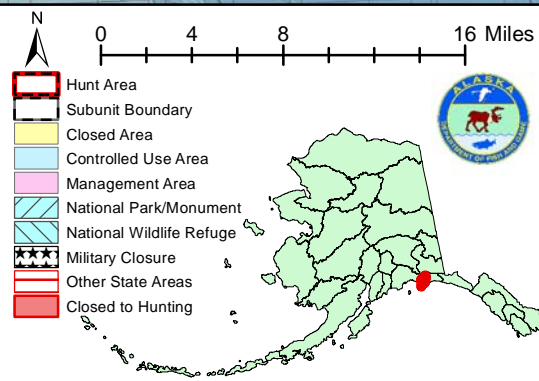 N
0 4 8 16 Miles
Hunt Area
Subunit Boundary
Closed Area
Controlled Use Area
Management Area
National Park/Monument
National Wildlife Refuge
Military Closure
Other State Areas
Closed to Hunting
ALASKA
DEPARTMENT OF FISH AND GAME